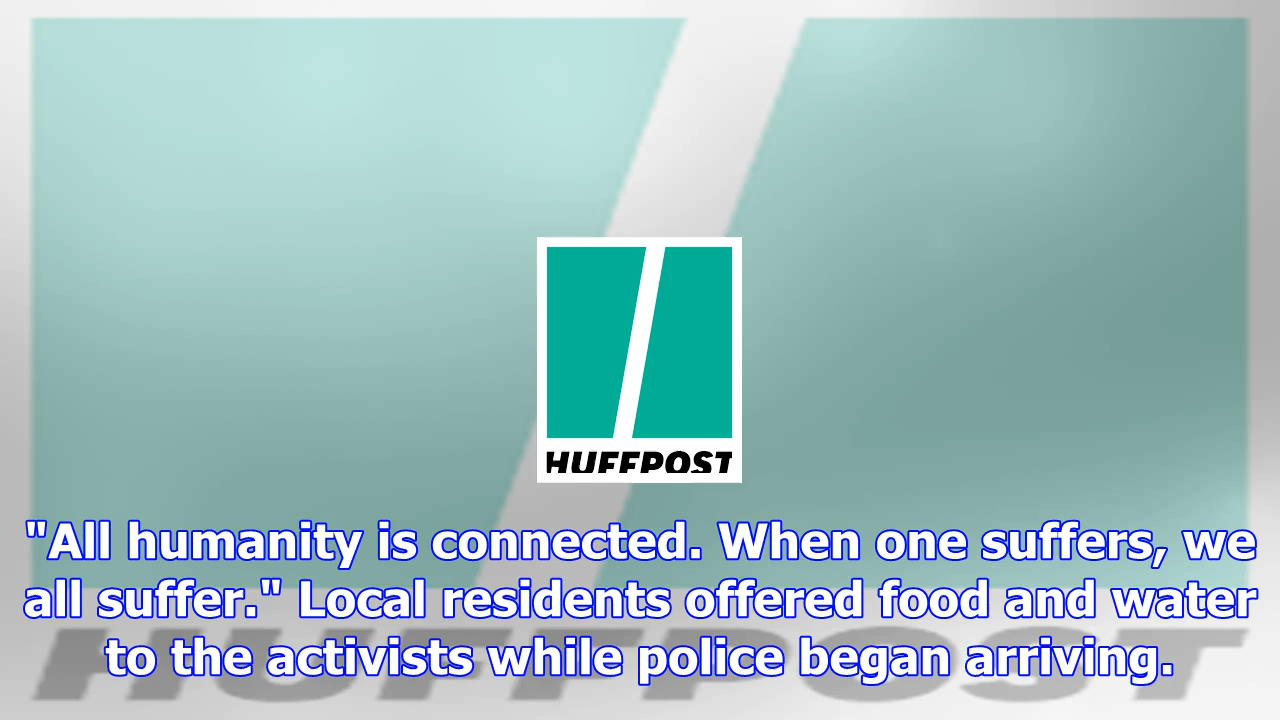 HUFFPOST
"All humanity is connected. When one suffers, we
all suffer." Local residents offered food and water
to the activists while police began arriving.
HUFFPOST